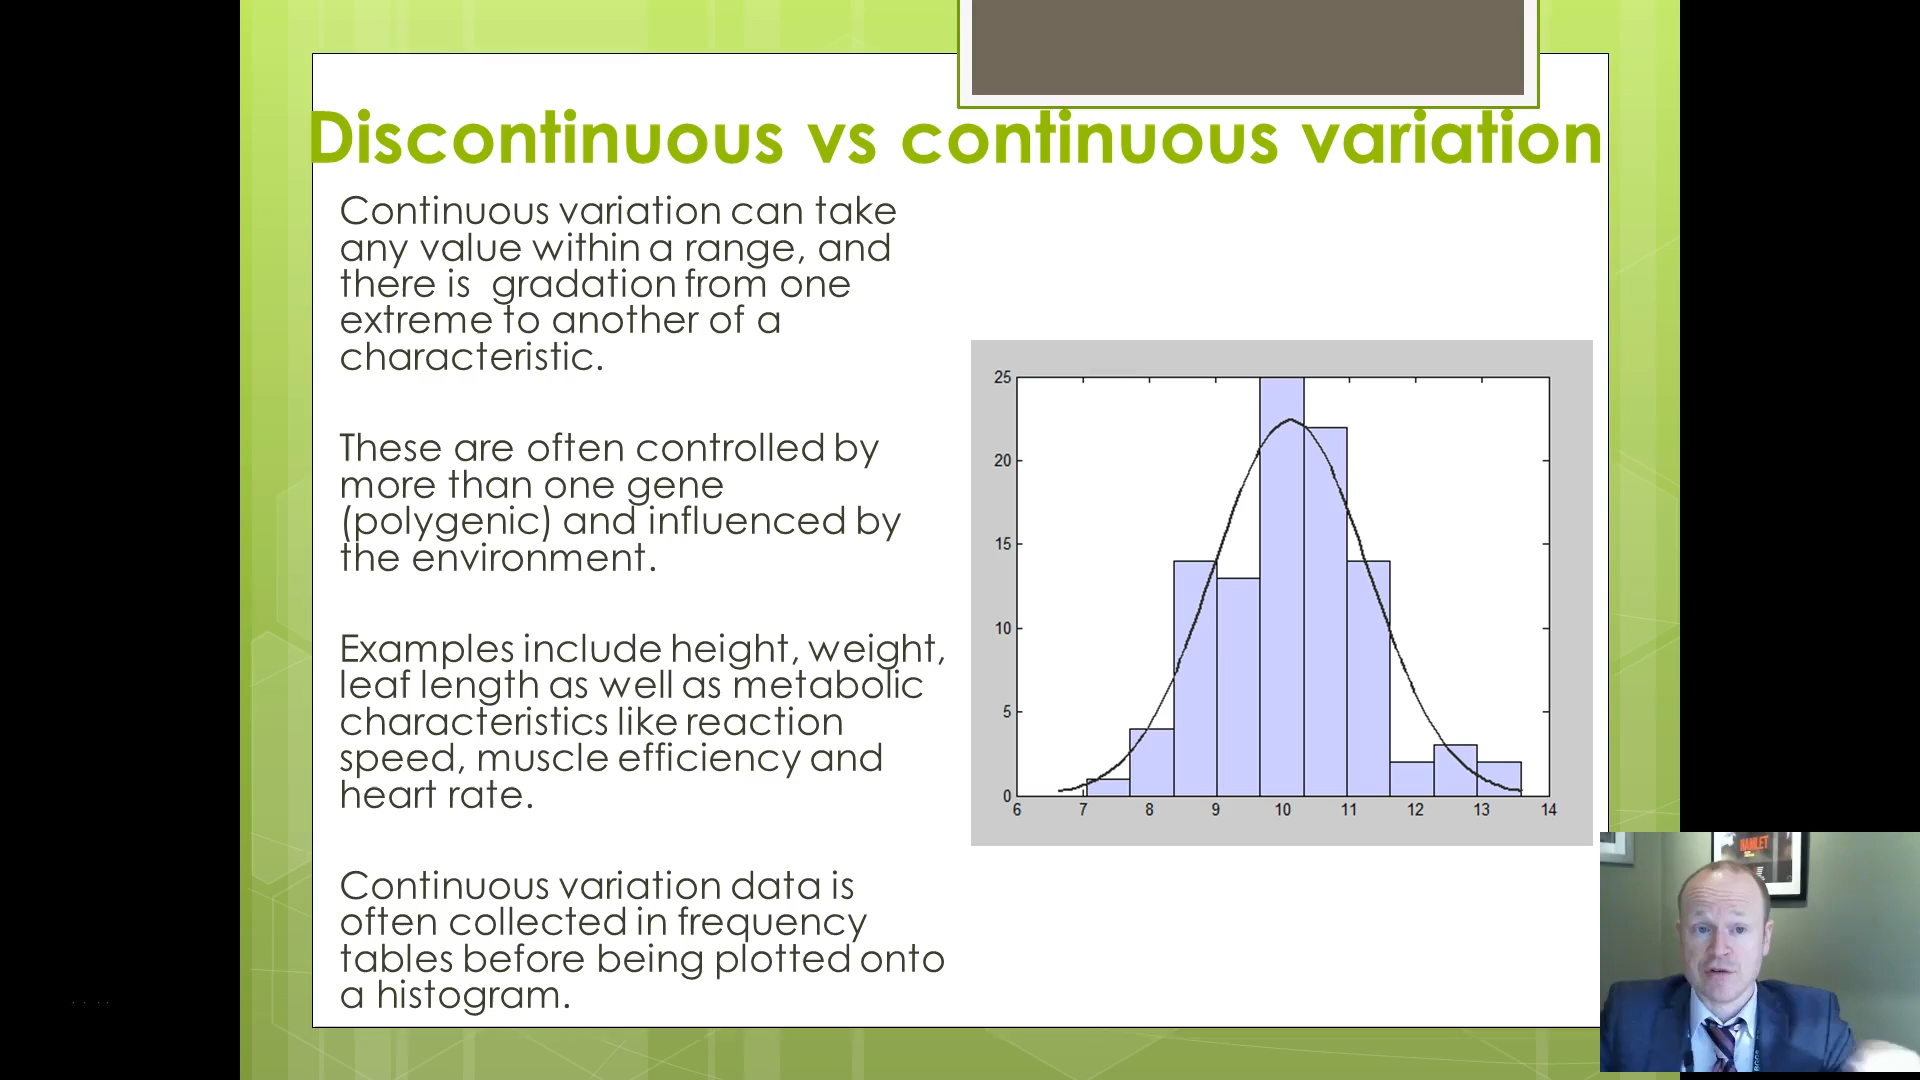 Discontinuous vs continuous variation
Continuous variation can take
any value within a range, and
there is gradation from one
extreme to another of a
characteristic.
These are often controlled by
more than one gene
(polygenic) and influenced by
the environment.
Examples include height, weight,
leaf length as well as metabolic
characteristics like reaction
speed, muscle efficiency and
heart rate.
Continuous variation data is
often collected in frequency
tables before being plotted onto
a histogram.
25
20
15
10
5
0
6 7 8 9 10 11 12 13 14
HAMLET